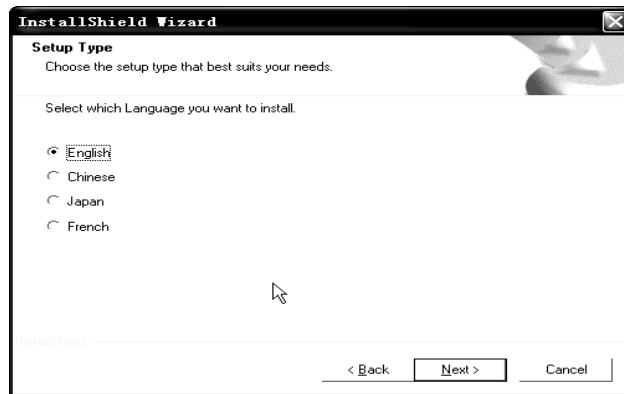 InstallShield Wizard
Setup Type
Choose the setup type that best suits your needs.
Select which Language you want to install.
English
Chinese
Japan
French
InstallShield
< Back
Next >
Cancel